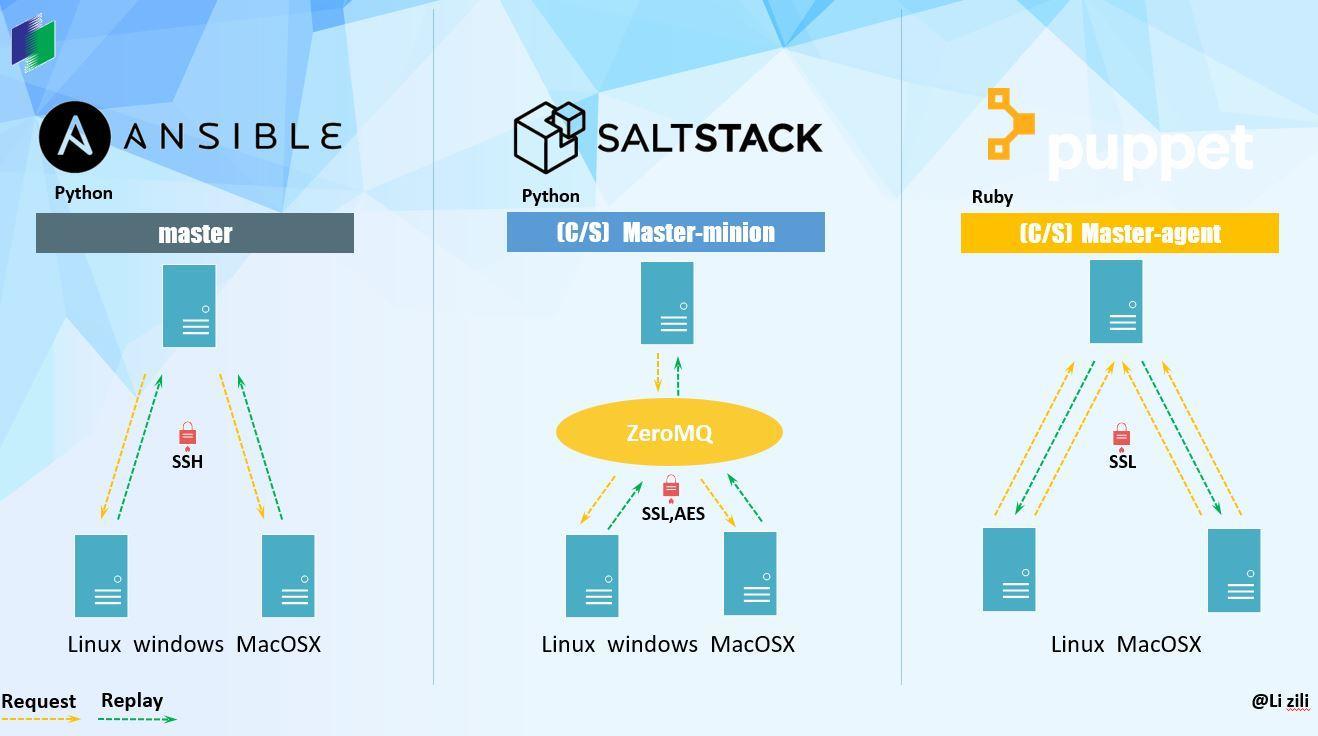 ANSIBLE
Python
master
SSH
Linux windows MacOSX
SALTSTACK
Python
(C/S) Master-minion
ZeroMQ
SSL,AES
Linux windows MacOSX
puppet
Ruby
(C/S) Master-agent
SSL
Linux MacOSX
Request Replay
@Li zili